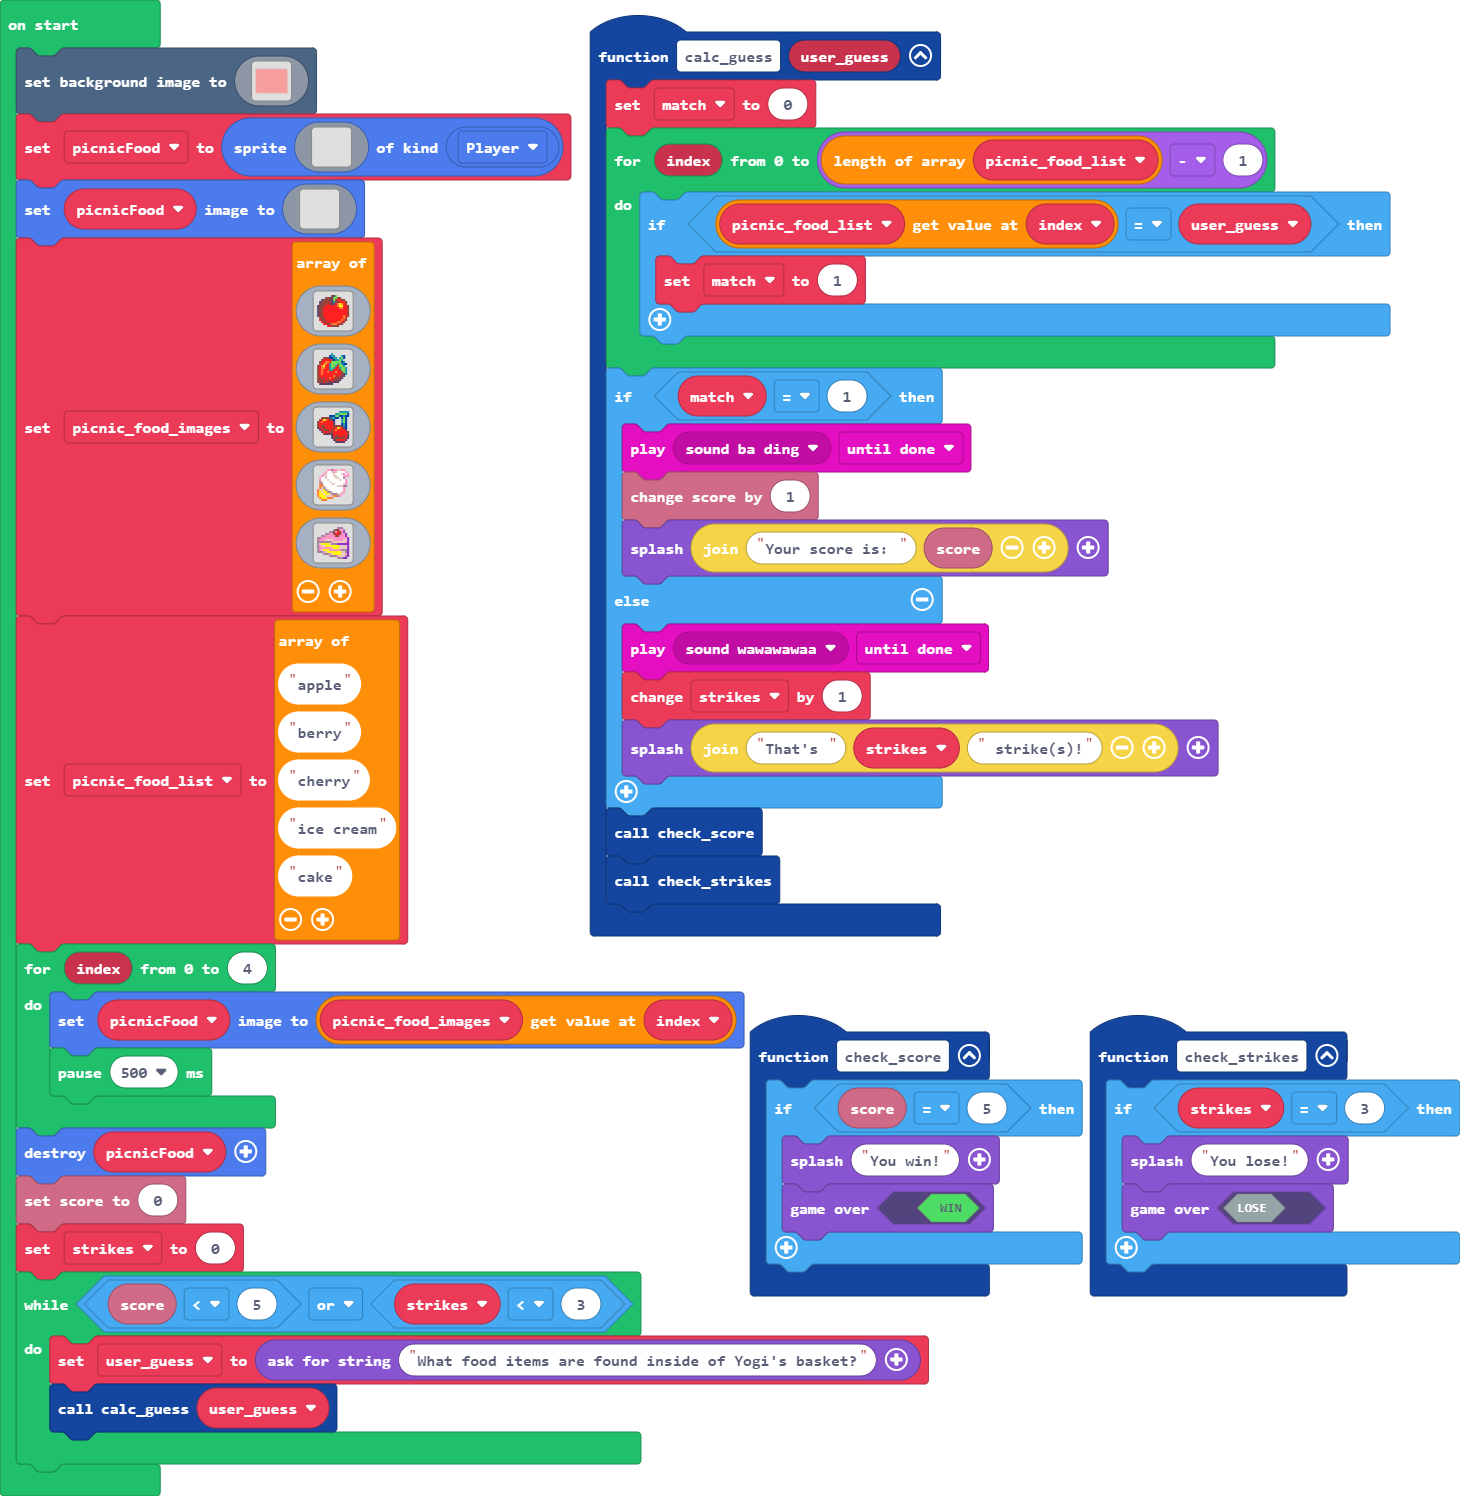 on start
set background image to
set picnicFood to sprite of kind Player
set picnicFood image to
set picnic_food_images to array of
set picnic_food_list to array of
"apple"
"berry"
"cherry"
"ice cream"
"cake"
for index from 0 to 4
do
set picnicFood image to picnic_food_images get value at index
pause 500 ms
destroy picnicFood
set score to 0
set strikes to 0
while score < 5 or strikes < 3
do
set user_guess to ask for string "What food items are found inside of Yogi's basket?"
call calc_guess user_guess
function calc_guess user_guess
set match to 0
for index from 0 to length of array picnic_food_list - 1
do
if picnic_food_list get value at index = user_guess then
set match to 1
if match = 1 then
play sound ba ding until done
change score by 1
splash join "Your score is: " score
else
play sound wawawawaa until done
change strikes by 1
splash join "That's " strikes " strike(s)!"
call check_score
call check_strikes
function check_score
if score = 5 then
splash "You win!"
game over WIN
function check_strikes
if strikes = 3 then
splash "You lose!"
game over LOSE